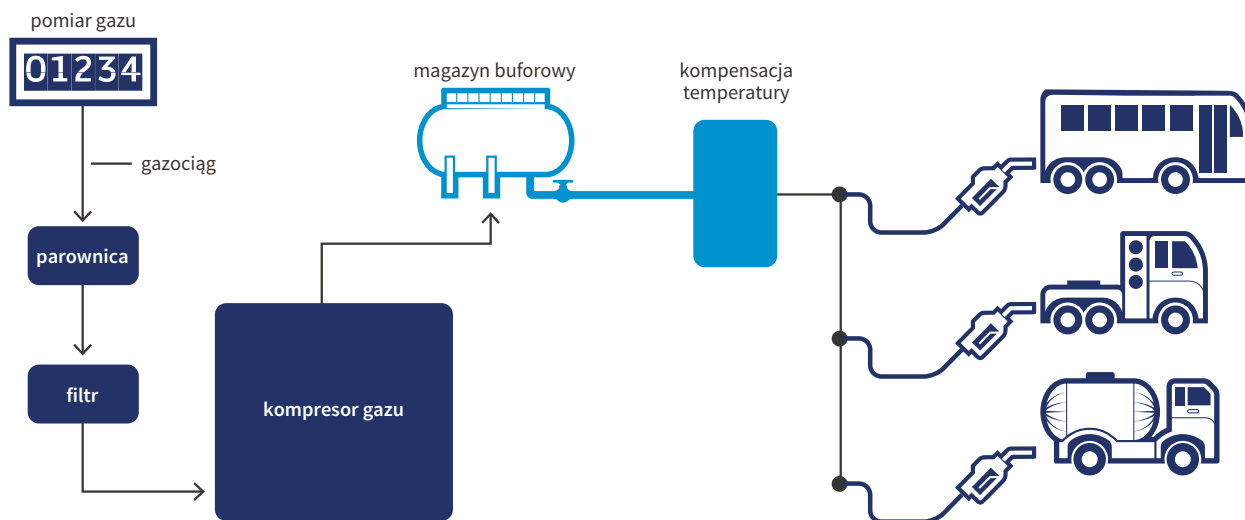 pomiar gazu
01234
gazociąg
parownica
filtr
kompresor gazu
magazyn buforowy
kompensacja
temperatury